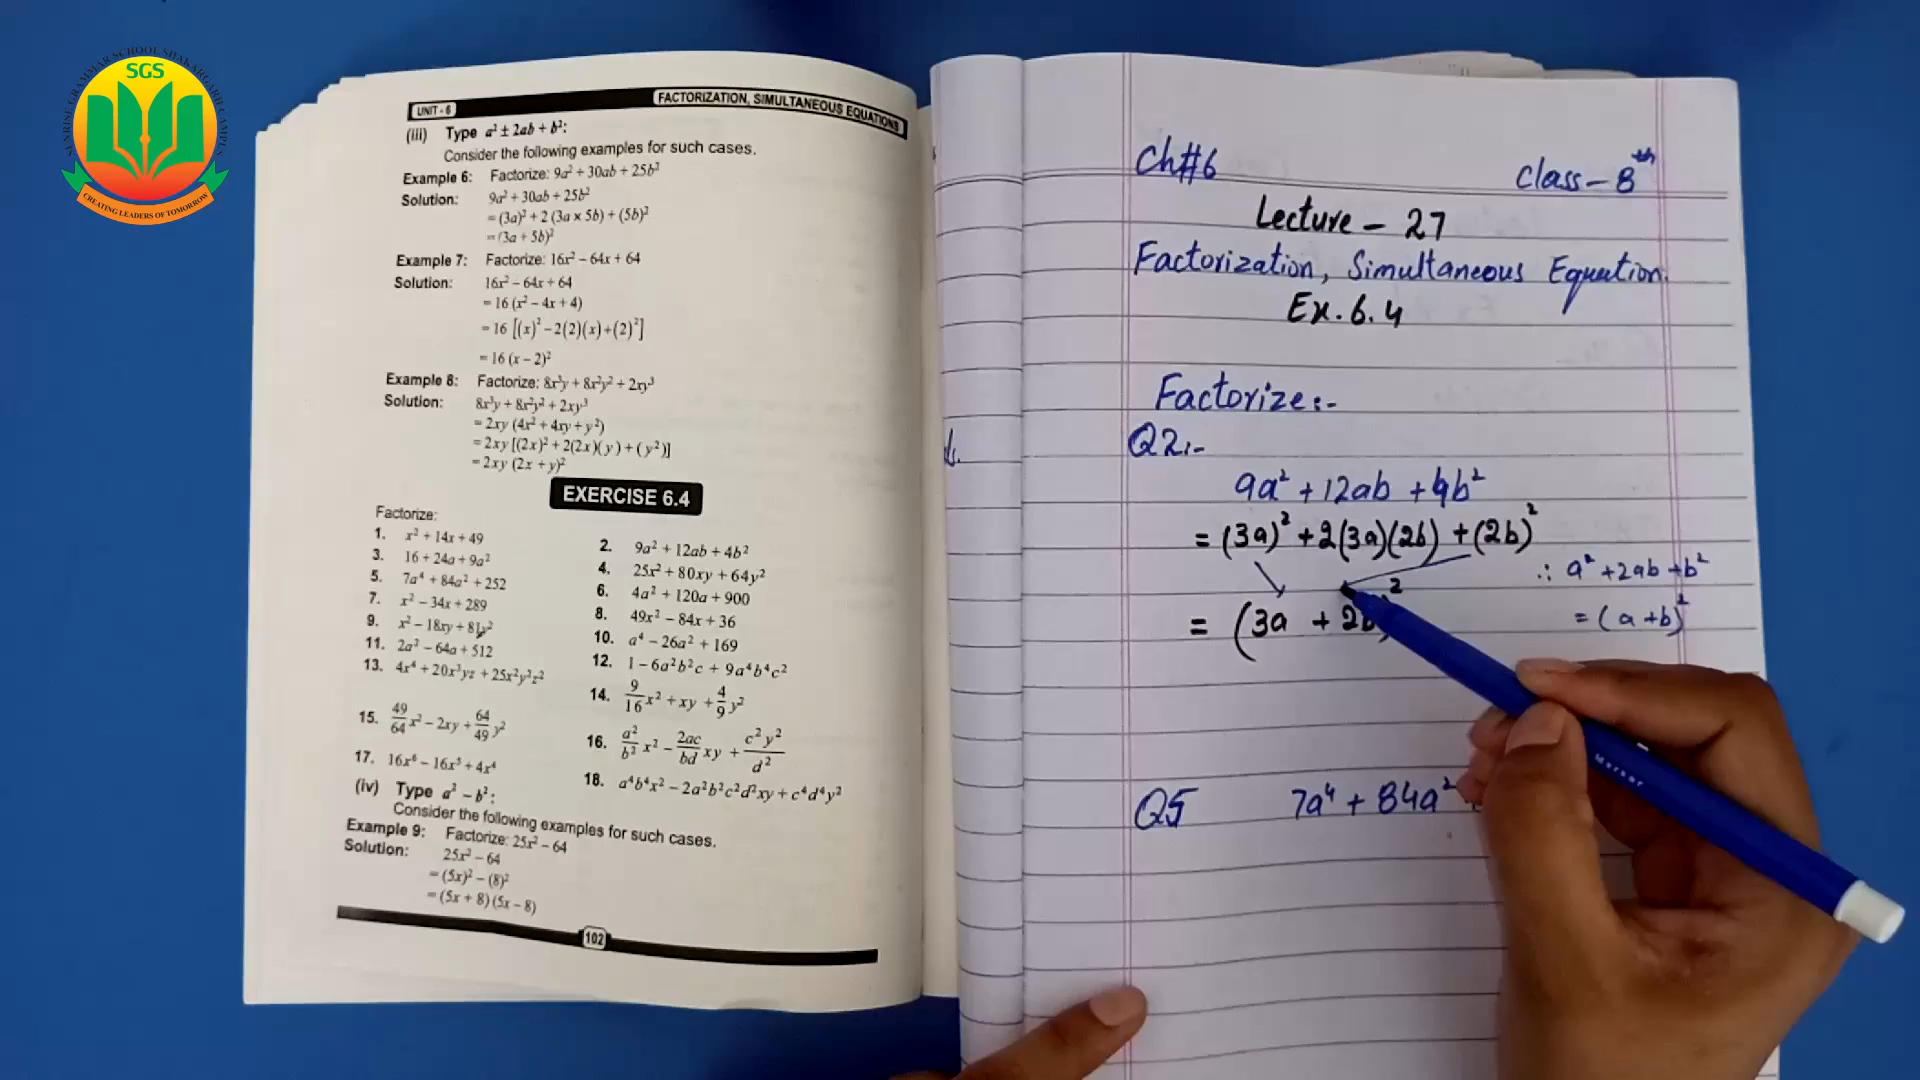 SUNRISE GRAMMAR SCHOOL SHAKARGARH CAMPUS
SGS
CREATING LEADERS OF TOMORROW
UNIT - 6
FACTORIZATION, SIMULTANEOUS EQUATIONS
(iii) Type a² ± 2ab + b²:
Consider the following examples for such cases.
Example 6: Factorize: 9a² + 30ab + 25b²
Solution: 9a² + 30ab + 25b²
= (3a)² + 2 (3a × 5b) + (5b)²
= (3a + 5b)²
Example 7: Factorize: 16x² – 64x + 64
Solution: 16x² – 64x + 64
= 16 (x² – 4x + 4)
= 16 [(x)² – 2(2)(x) + (2)²]
= 16 (x – 2)²
Example 8: Factorize: 8x³y + 8x²y² + 2xy³
Solution: 8x³y + 8x²y² + 2xy³
= 2xy (4x² + 4xy + y²)
= 2xy [(2x)² + 2(2x)(y) + (y²)]
= 2xy (2x + y)²
EXERCISE 6.4
Factorize:
1. x² + 14x + 49
2. 9a² + 12ab + 4b²
3. 16 + 24a + 9a²
4. 25x² + 80xy + 64y²
5. 7a⁴ + 84a² + 252
6. 4a² + 120a + 900
7. x² – 34x + 289
8. 49x² – 84x + 36
9. x² – 18xy + 81y²
10. a⁴ – 26a² + 169
11. 2a² – 64a + 512
12. 1 – 6a²b²c + 9a⁴b⁴c²
13. 4x⁴ + 20x³yz + 25x²y²z²
14. 9/16 x² + xy + 4/9 y²
15. 49/64 x² – 2xy + 64/49 y²
16. a²/b² x² – 2ac/bd xy + c²y²/d²
17. 16x⁶ – 16x⁵ + 4x⁴
18. a⁴b⁴x² – 2a²b²c²d²xy + c⁴d⁴y²
(iv) Type a² – b²:
Consider the following examples for such cases.
Example 9: Factorize: 25x² – 64
Solution: 25x² – 64
= (5x)² – (8)²
= (5x + 8) (5x – 8)
102
Ch#6 Class – 8th
Lecture – 27
Factorization, Simultaneous Equation.
Ex. 6.4
Factorize:-
Q2:-
9a² + 12ab + 4b²
= (3a)² + 2(3a)(2b) + (2b)²
∴ a² + 2ab + b²
= (3a + 2b)²
= (a + b)²
Q5 7a⁴ + 84a²
Marker